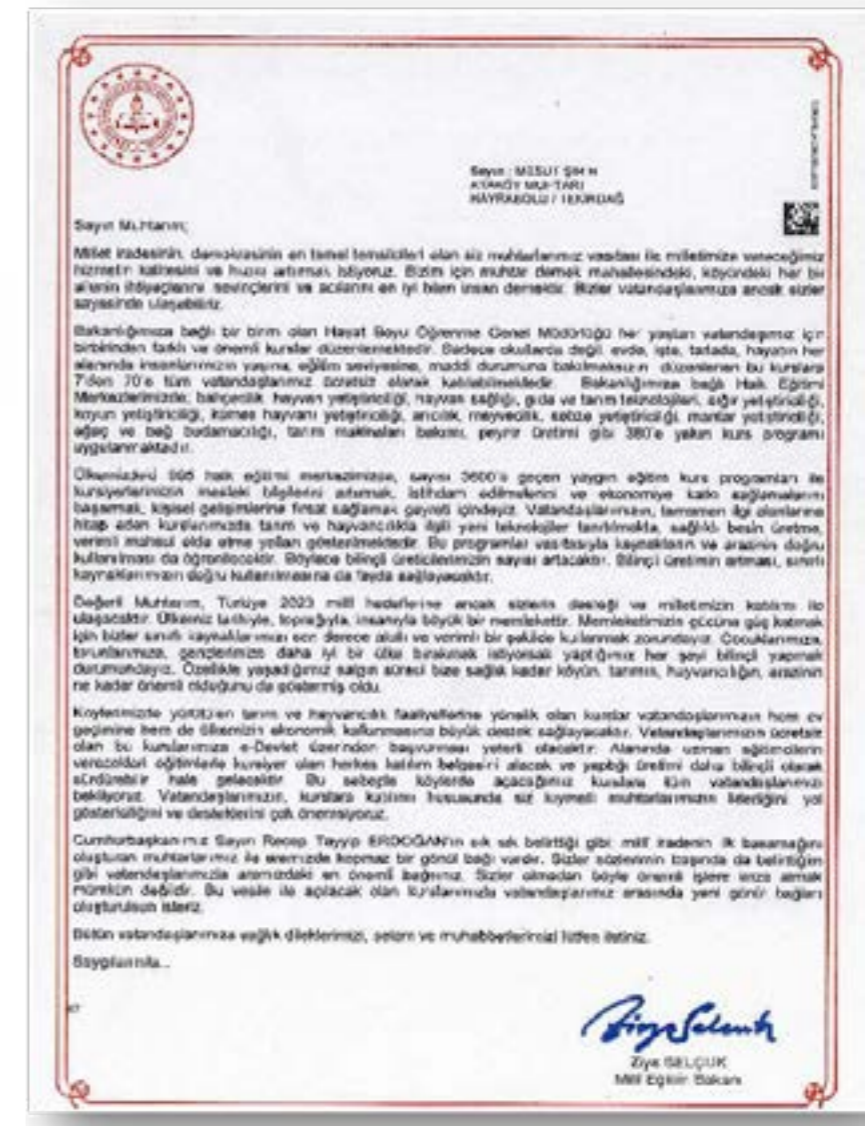 Sayın : MESUT
MUHTARI
HAYRABOLU / TEKİRDAĞ
Sayın Muhtarım;
Millet iradesinin, demokrasinin en temel temsilcileri olan siz muhtarlarımız vasıtası ile milletimize vereceğimiz
hizmetin kalitesini ve hızını artırmak istiyoruz. Bizim için muhtar demek mahallesindeki, köyündeki her bir
ailenin ihtiyaçlarını sevinçlerini ve acılarını en iyi bilen insan demektir. Bizler vatandaşlarımıza ancak sizler
sayesinde ulaşabiliriz.
Bakanlığımıza bağlı bir birim olan Hayat Boyu Öğrenme Genel Müdürlüğü her yaştan vatandaşımız için
birbirinden farklı ve önemli kurslar düzenlemektedir. Sadece okullarda değil, evde, işte, tarlada, hayatın her
alanında insanlarımızın yaşına, eğitim seviyesine, maddi durumuna bakılmaksızın düzenlenen bu kurslara
7'den 70'e tüm vatandaşlarımız ücretsiz olarak katılabilmektedir. Bakanlığımıza bağlı Halk Eğitimi
Merkezlerimizde; bahçecilik, hayvan yetiştiriciliği, hayvan sağlığı, gıda ve tarım teknolojileri, sığır yetiştiriciliği,
koyun yetiştiriciliği, kümes hayvanı yetiştiriciliği, arıcılık, meyvecilik, sebze yetiştiriciliği, mantar yetiştiriciliği,
ağaç ve bağ budamacılığı, tarım makinaları bakımı, peynir üretimi gibi 380'e yakın kurs programı
uygulanmaktadır.
Ülkemizdeki halk eğitimi merkezimizde, sayısı 3600'ü geçen yaygın eğitim kurs programları ile
kursiyerlerimizin mesleki bilgilerini artırmak, istihdam edilmelerini ve ekonomiye katkı sağlamalarını
başarmak, kişisel gelişimlerine fırsat sağlamak gayreti içindeyiz. Vatandaşlarımızın, tamamen ilgi alanlarına
hitap eden kurslarımızda tarım ve hayvancılıkla ilgili yeni teknolojiler tanıtılmakta, sağlıklı besin üretme,
verimli mahsul elde etme yolları gösterilmektedir. Bu programlar vasıtasıyla kaynakların ve arazinin doğru
kullanılması da öğrenilecektir. Böylece bilinçli üreticilerimizin sayısı artacaktır. Bilinçli üretimin artması, sınırlı
kaynaklarımızın doğru kullanılmasına da fayda sağlayacaktır.
Değerli Muhtarım, Türkiye 2023 millî hedeflerine ancak sizlerin desteği ve milletimizin katılımı ile
ulaşacaktır. Ülkemiz tarihiyle, toprağıyla, insanıyla büyük bir memlekettir. Memleketimizin gücüne güç katmak
için bizler sınırlı kaynaklarımızı son derece akıllı ve verimli bir şekilde kullanmak zorundayız. Çocuklarımıza,
torunlarımıza, gençlerimize daha iyi bir ülke bırakmak istiyorsak yaptığımız her şeyi bilinçli yapmak
durumundayız. Özellikle yaşadığımız salgın süreci bize sağlık kadar köyün, tarımın, hayvancılığın, arazinin
ne kadar önemli olduğunu da göstermiş oldu.
Köylerimizde yürütülen tarım ve hayvancılık faaliyetlerine yönelik olan kurslar vatandaşlarımızın hem ev
geçimine hem de ülkemizin ekonomik kalkınmasına büyük destek sağlayacaktır. Vatandaşlarımızın ücretsiz
olan bu kurslarımıza e-Devlet üzerinden başvurması yeterli olacaktır. Alanında uzman eğitimcilerin
verecekleri eğitimlerle kursiyer olan herkes katılım belgesini alacak ve yaptığı üretimi daha bilinçli olarak
sürdürebilir hale gelecektir. Bu sebeple köylerde açacağımız kurslara tüm vatandaşlarımızı
bekliyoruz. Vatandaşlarımızın, kurslara katılımı hususunda siz kıymetli muhtarlarımızın liderliğini yol
göstericiliğini ve desteklerini çok önemsiyoruz.
Cumhurbaşkanımız Sayın Recep Tayyip ERDOĞAN'ın sık sık belirttiği gibi millî iradenin ilk basamağını
oluşturan muhtarlarımız ile aramızda kopmaz bir gönül bağı vardır. Sizler sözlerimin başında da belirttiğim
gibi vatandaşlarımızla aramızdaki en önemli bağsınız. Sizler olmadan böyle önemli işlere imza atmak
mümkün değildir. Bu vesile ile açılacak olan kurslarımızla vatandaşlarımız arasında yeni gönül bağları
oluşturulsun isteriz.
Bütün vatandaşlarımıza sağlık dileklerimizi, selam ve muhabbetlerimizi lütfen iletiniz.
Saygılarımla...
Ziya Selçuk
Ziya SELÇUK
Millî Eğitim Bakanı